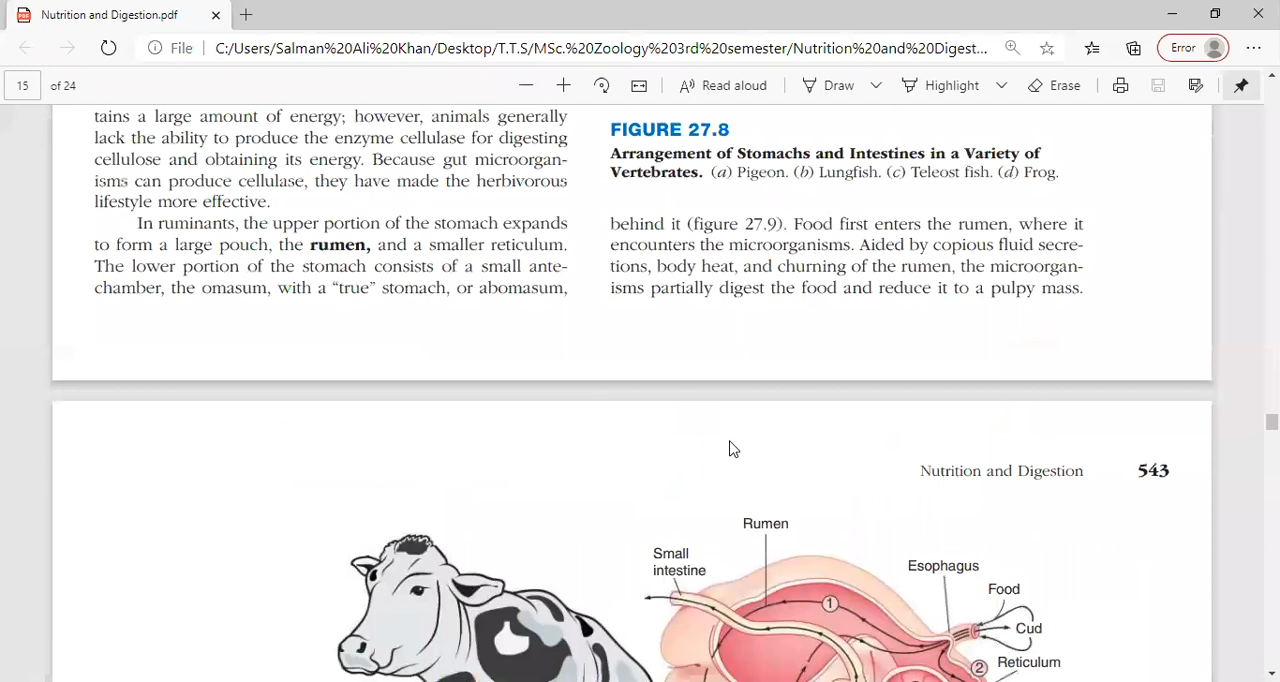 Nutrition and Digestion.pdf
File
C:/Users/Salman%20Ali%20Khan/Desktop/T.T.S/MSc.%20Zoology%203rd%20semester/Nutrition%20and%20Digest...
Error
15 of 24
Read aloud
Draw
Highlight
Erase
tains a large amount of energy; however, animals generally
lack the ability to produce the enzyme cellulase for digesting
cellulose and obtaining its energy. Because gut microorgan-
isms can produce cellulase, they have made the herbivorous
lifestyle more effective.
In ruminants, the upper portion of the stomach expands
to form a large pouch, the rumen, and a smaller reticulum.
The lower portion of the stomach consists of a small ante-
chamber, the omasum, with a “true” stomach, or abomasum,
FIGURE 27.8
Arrangement of Stomachs and Intestines in a Variety of
Vertebrates. (a) Pigeon. (b) Lungfish. (c) Teleost fish. (d) Frog.
behind it (figure 27.9). Food first enters the rumen, where it
encounters the microorganisms. Aided by copious fluid secre-
tions, body heat, and churning of the rumen, the microorgan-
isms partially digest the food and reduce it to a pulpy mass.
Nutrition and Digestion 543
Rumen
Small
intestine
Esophagus
Food
1
Cud
2
Reticulum